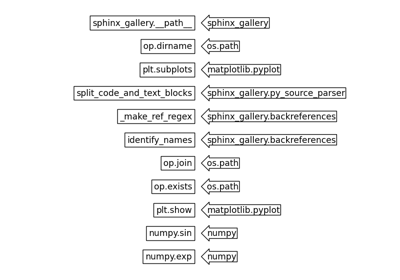 sphinx_gallery.__path__ sphinx_gallery
op.dirname os.path
plt.subplots matplotlib.pyplot
split_code_and_text_blocks sphinx_gallery.py_source_parser
_make_ref_regex sphinx_gallery.backreferences
identify_names sphinx_gallery.backreferences
op.join os.path
op.exists os.path
plt.show matplotlib.pyplot
numpy.sin numpy
numpy.exp numpy